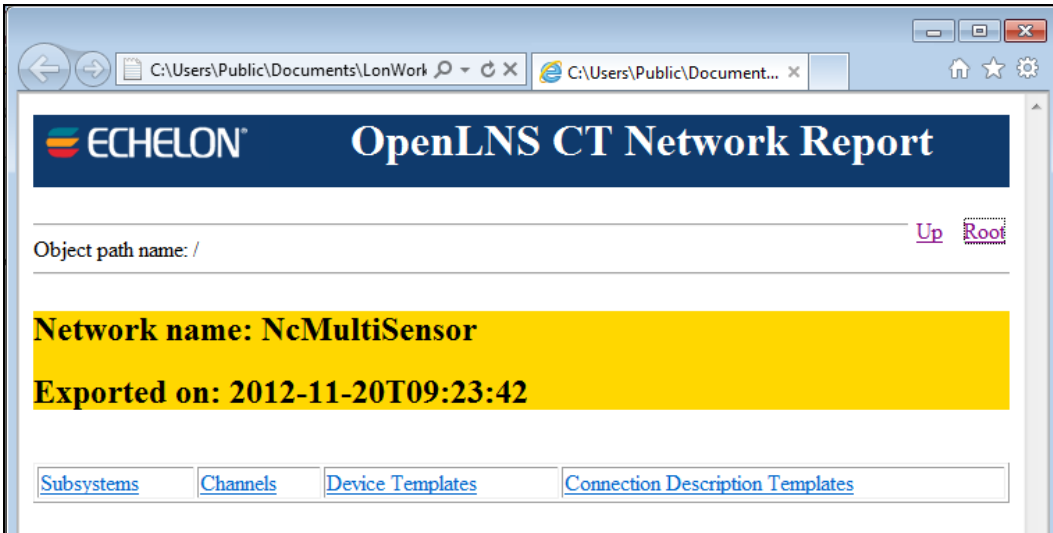 C:\Users\Public\Documents\LonWork
C:\Users\Public\Document...
ECHELON®
OpenLNS CT Network Report
Up Root
Object path name: /
Network name: NcMultiSensor
Exported on: 2012-11-20T09:23:42
Subsystems Channels Device Templates Connection Description Templates